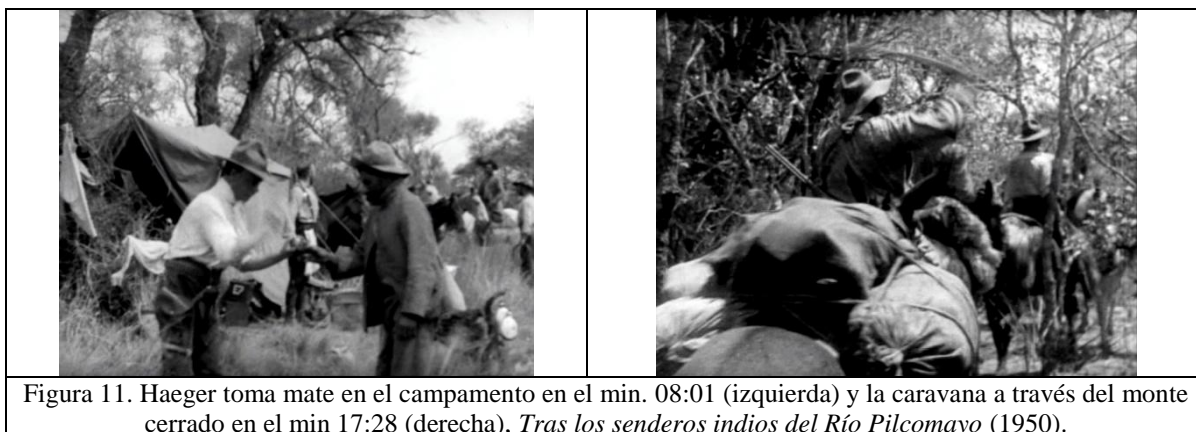 Figura 11. Haeger toma mate en el campamento en el min. 08:01 (izquierda) y la caravana a través del monte
cerrado en el min 17:28 (derecha), Tras los senderos indios del Río Pilcomayo (1950).